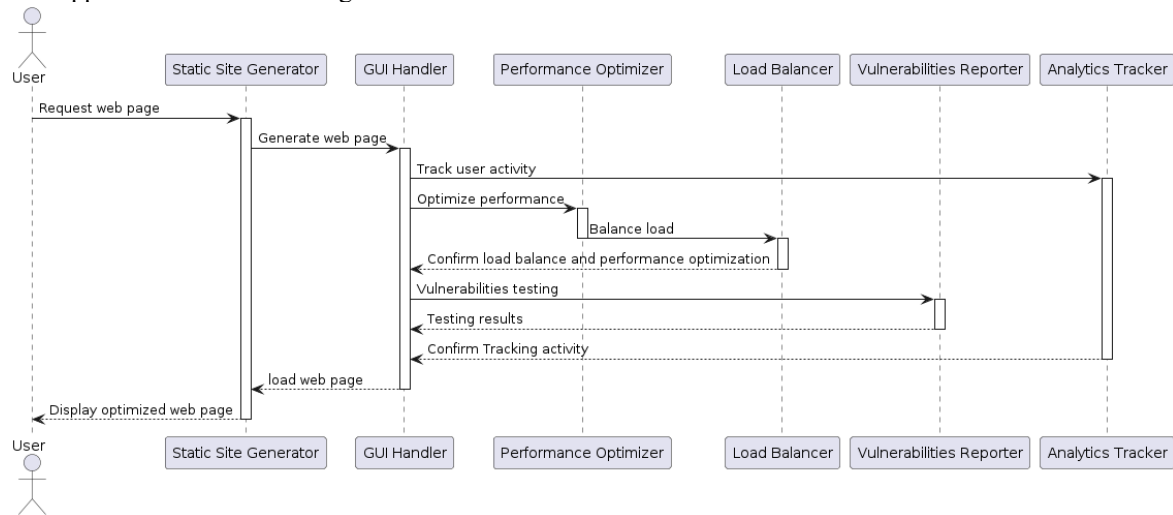 User
Static Site Generator
GUI Handler
Performance Optimizer
Load Balancer
Vulnerabilities Reporter
Analytics Tracker
Request web page
Generate web page
Track user activity
Optimize performance
Balance load
Confirm load balance and performance optimization
Vulnerabilities testing
Testing results
Confirm Tracking activity
load web page
Display optimized web page
User
Static Site Generator
GUI Handler
Performance Optimizer
Load Balancer
Vulnerabilities Reporter
Analytics Tracker